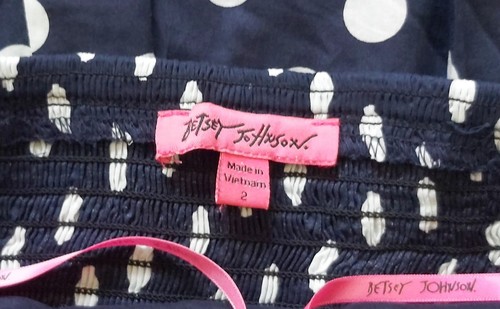 BETSEY JOHNSON.
Made in
Vietnam
2
BETSEY JOHNSON.